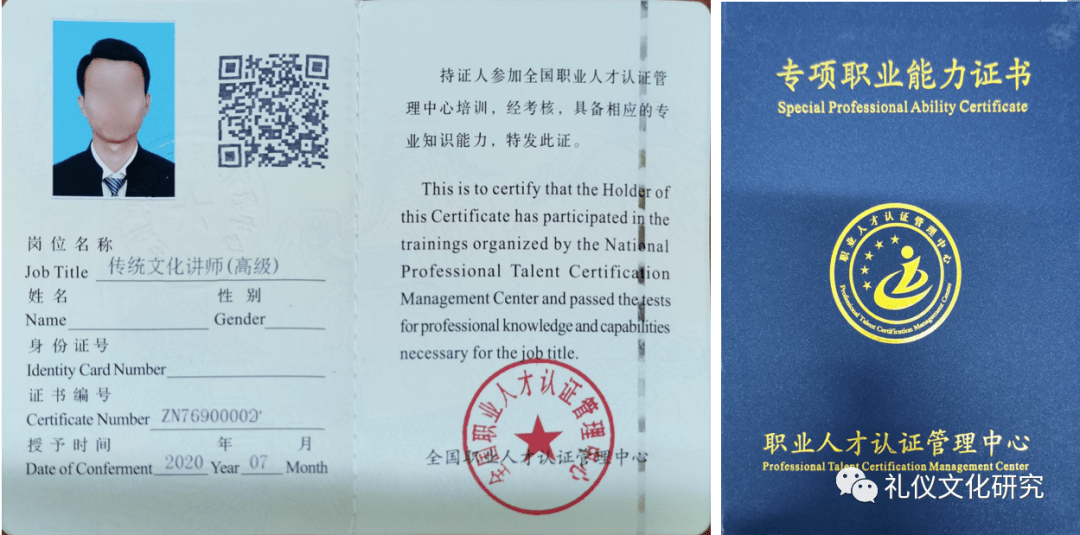 岗位名称
Job Title 传统文化讲师(高级)
姓名 性别
Name Gender
身份证号
Identity Card Number
证书编号
Certificate Number ZN76900002
授予时间 年 月
Date of Conferment 2020 Year 07 Month
持证人参加全国职业人才认证管
理中心培训，经考核，具备相应的专
业知识能力，特发此证。
This is to certify that the Holder of
this Certificate has participated in the
trainings organized by the National
Professional Talent Certification
Management Center and passed the tests
for professional knowledge and capabilities
necessary for the job title.
全国职业人才认证管理中心
全国职业人才认证管理中心
专项职业能力证书
Special Professional Ability Certificate
职业人才认证管理中心
Professional Talent Certification Management Center
职业人才认证管理中心
Professional Talent Certification Management Center
礼仪文化研究